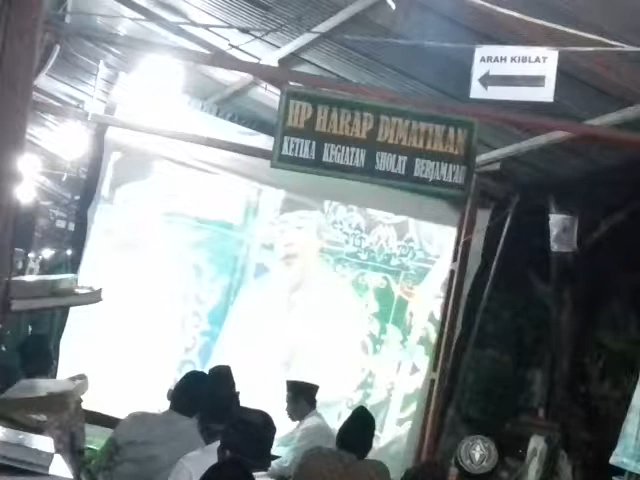 ARAH KIBLAT
HP HARAP DIMATIKAN
KETIKA KEGIATAN SHOLAT BERJAMA'AH